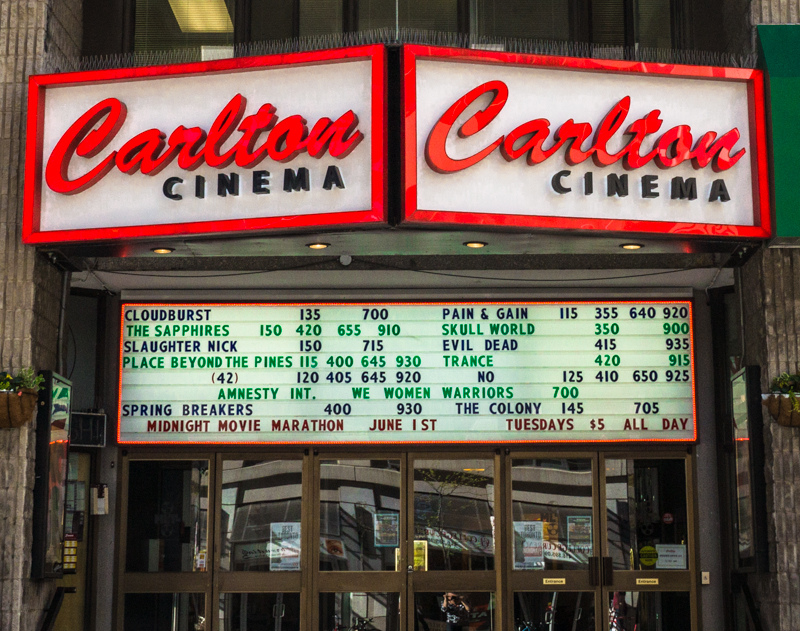 Carlton
CINEMA
Carlton
CINEMA
CLOUDBURST 135 700 PAIN & GAIN 115 355 640 920
THE SAPPHIRES 150 420 655 910 SKULL WORLD 350 900
SLAUGHTER NICK 150 715 EVIL DEAD 415 935
PLACE BEYOND THE PINES 115 400 645 930 TRANCE 420 915
(42) 120 405 645 920 NO 125 410 650 925
AMNESTY INT. WE WOMEN WARRIORS 700
SPRING BREAKERS 400 930 THE COLONY 145 705
MIDNIGHT MOVIE MARATHON JUNE 1ST TUESDAYS $5 ALL DAY
Entrance Entrance